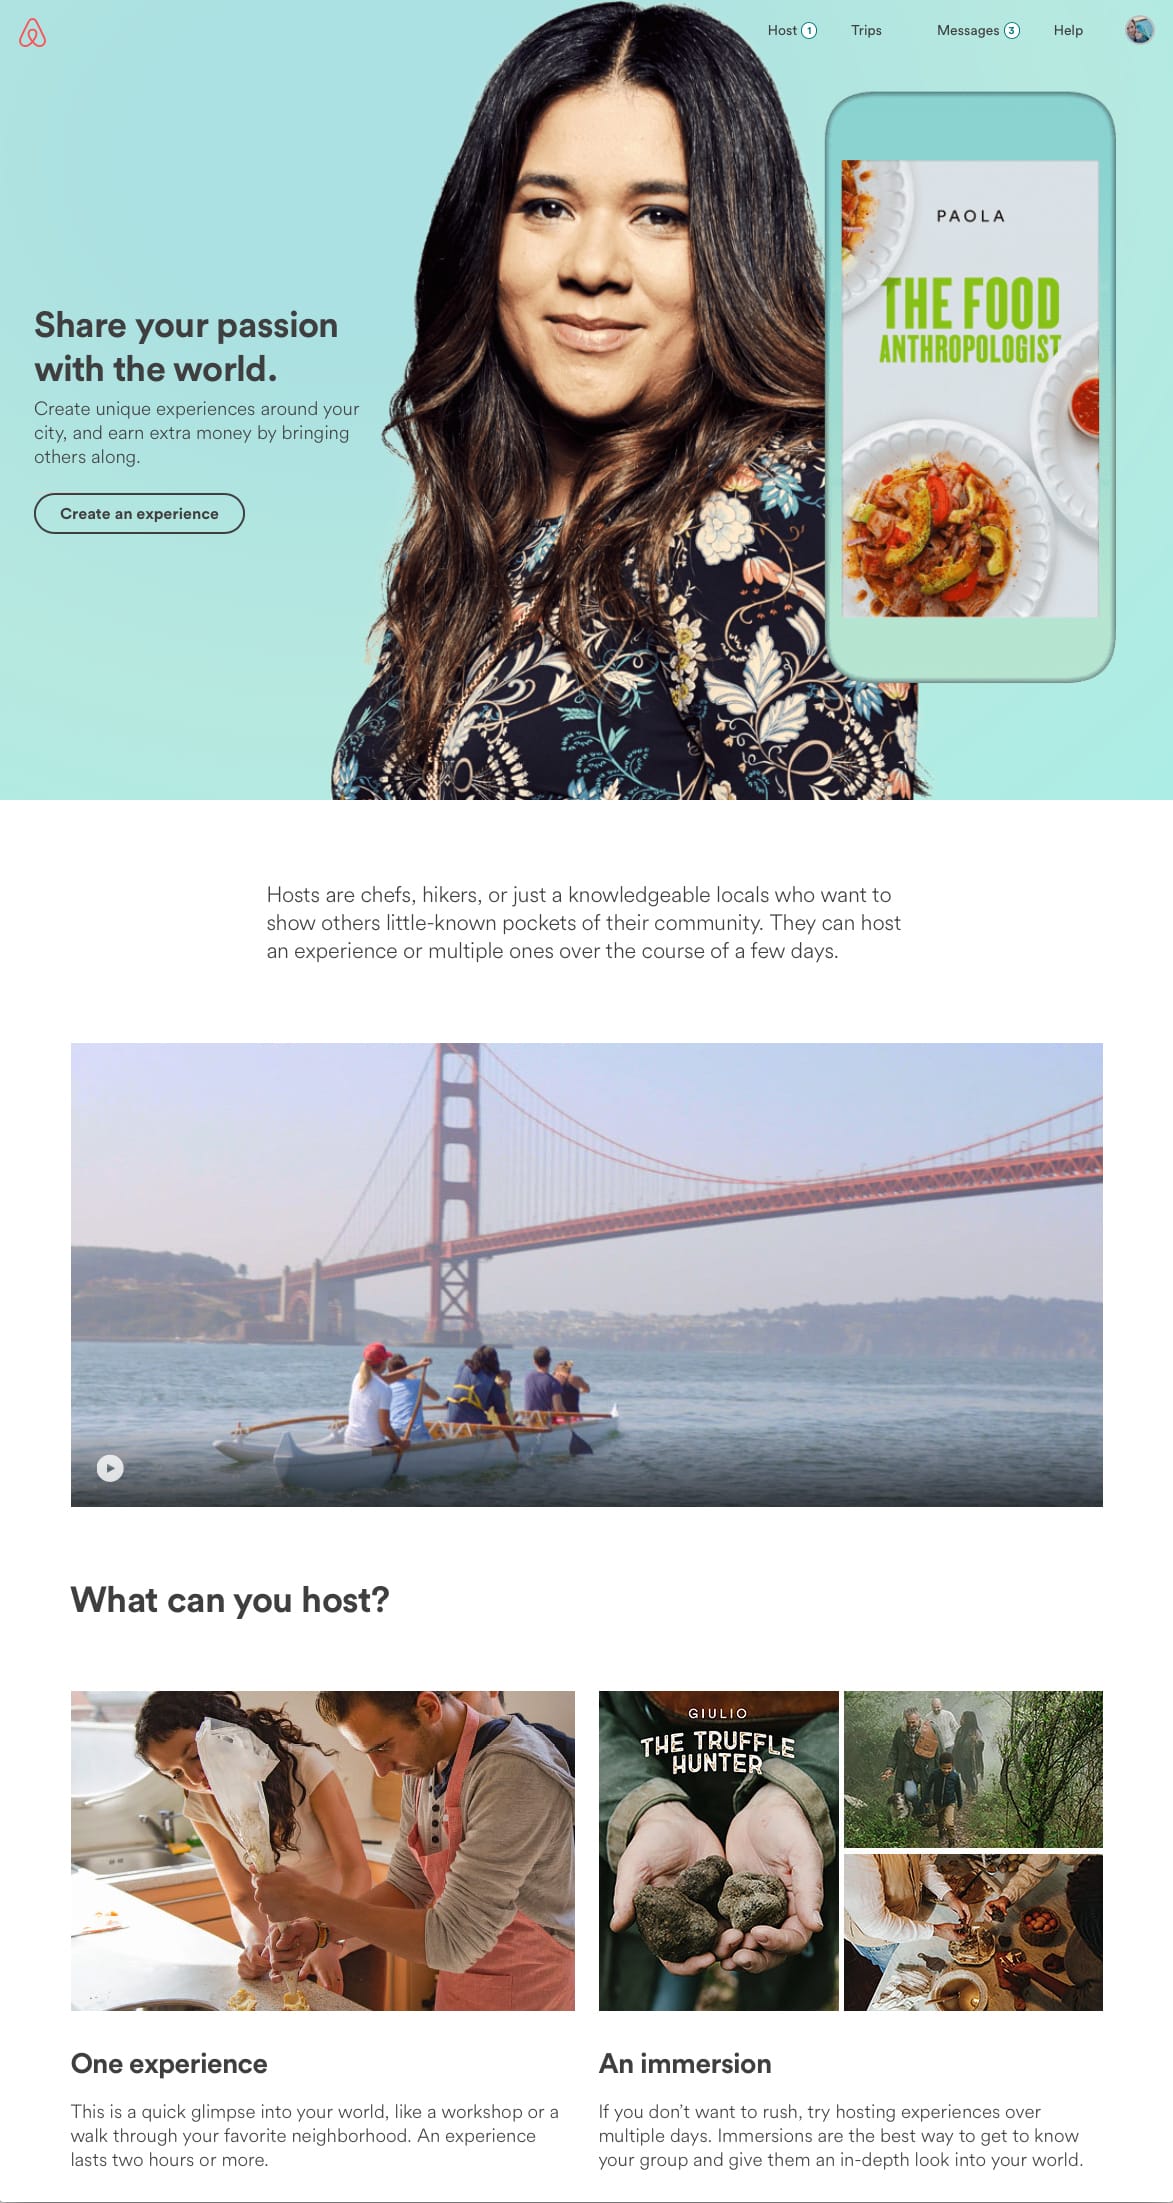 Host 1 Trips Messages 3 Help
PAOLA
THE FOOD
ANTHROPOLOGIST
Share your passion
with the world.
Create unique experiences around your
city, and earn extra money by bringing
others along.
Create an experience
Hosts are chefs, hikers, or just a knowledgeable locals who want to
show others little-known pockets of their community. They can host
an experience or multiple ones over the course of a few days.
What can you host?
GIULIO
THE TRUFFLE
HUNTER
One experience
This is a quick glimpse into your world, like a workshop or a
walk through your favorite neighborhood. An experience
lasts two hours or more.
An immersion
If you don’t want to rush, try hosting experiences over
multiple days. Immersions are the best way to get to know
your group and give them an in-depth look into your world.